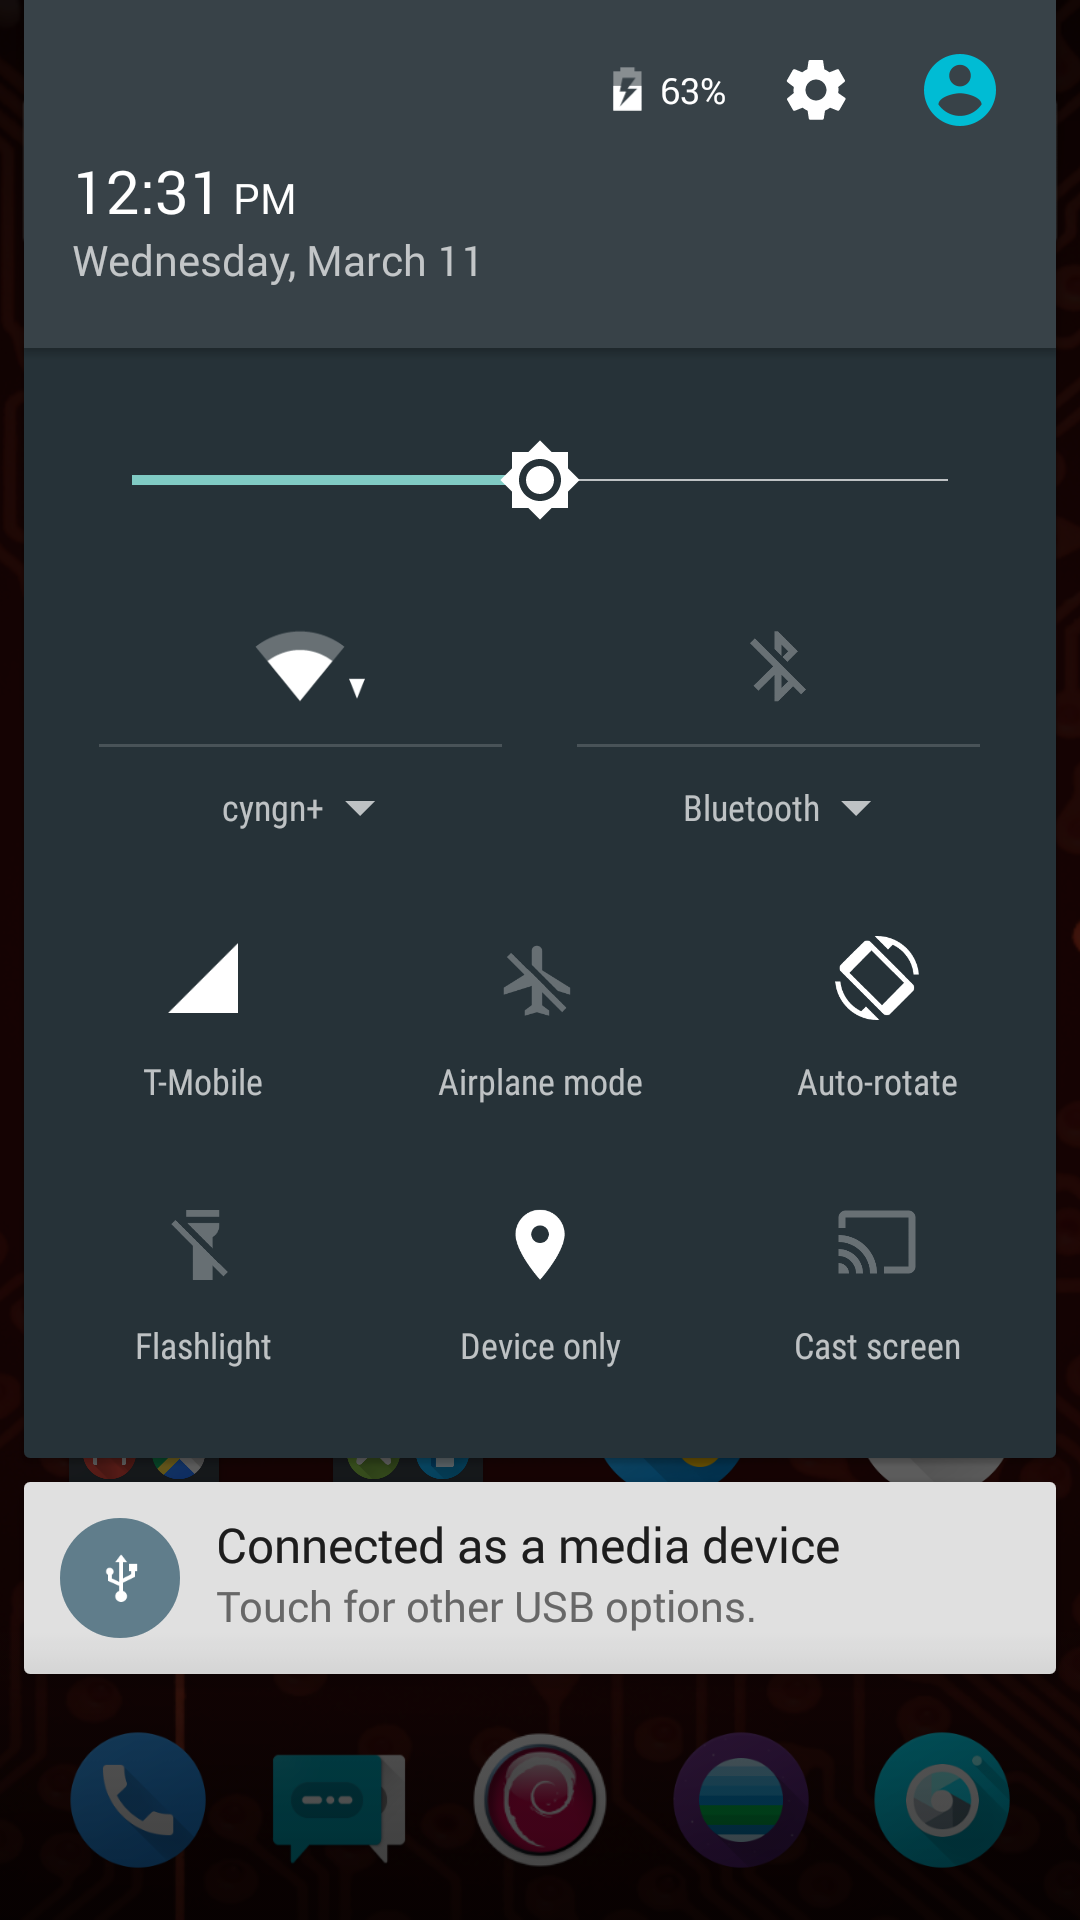 63%
12:31 PM
Wednesday, March 11
cyngn+
Bluetooth
T-Mobile
Airplane mode
Auto-rotate
Flashlight
Device only
Cast screen
Connected as a media device
Touch for other USB options.